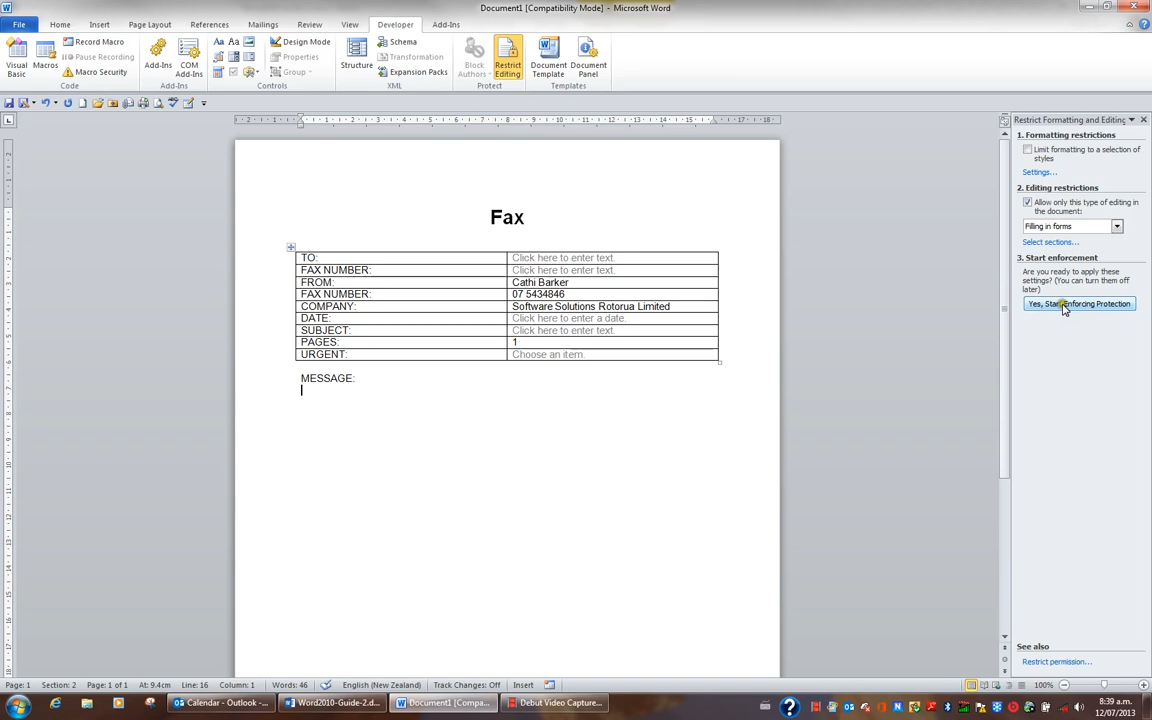 Document1 [Compatibility Mode] - Microsoft Word
File Home Insert Page Layout References Mailings Review View Developer Add-Ins
Visual Basic
Macros
Record Macro
Pause Recording
Macro Security
Code
Add-Ins
COM Add-Ins
Add-Ins
Aa Aa
Design Mode
Properties
Group
Controls
Structure
Schema
Transformation
Expansion Packs
XML
Block Authors
Restrict Editing
Protect
Document Template
Document Panel
Templates
Restrict Formatting and Editing
1. Formatting restrictions
Limit formatting to a selection of
styles
Settings...
2. Editing restrictions
Allow only this type of editing in
the document:
Filling in forms
Select sections...
3. Start enforcement
Are you ready to apply these
settings? (You can turn them off
later)
Yes, Start Enforcing Protection
See also
Restrict permission...
Fax
TO: Click here to enter text.
FAX NUMBER: Click here to enter text.
FROM: Cathi Barker
FAX NUMBER: 07 5434846
COMPANY: Software Solutions Rotorua Limited
DATE: Click here to enter a date.
SUBJECT: Click here to enter text.
PAGES: 1
URGENT: Choose an item.
MESSAGE:
Page: 1 Section: 2 Page: 1 of 1 At: 9.4cm Line: 16 Column: 1 Words: 46 English (New Zealand) Track Changes: Off Insert 100%
Calendar - Outlook -... Word2010-Guide-2.d... Document1 [Compa... Debut Video Capture...
8:39 a.m.
12/07/2013